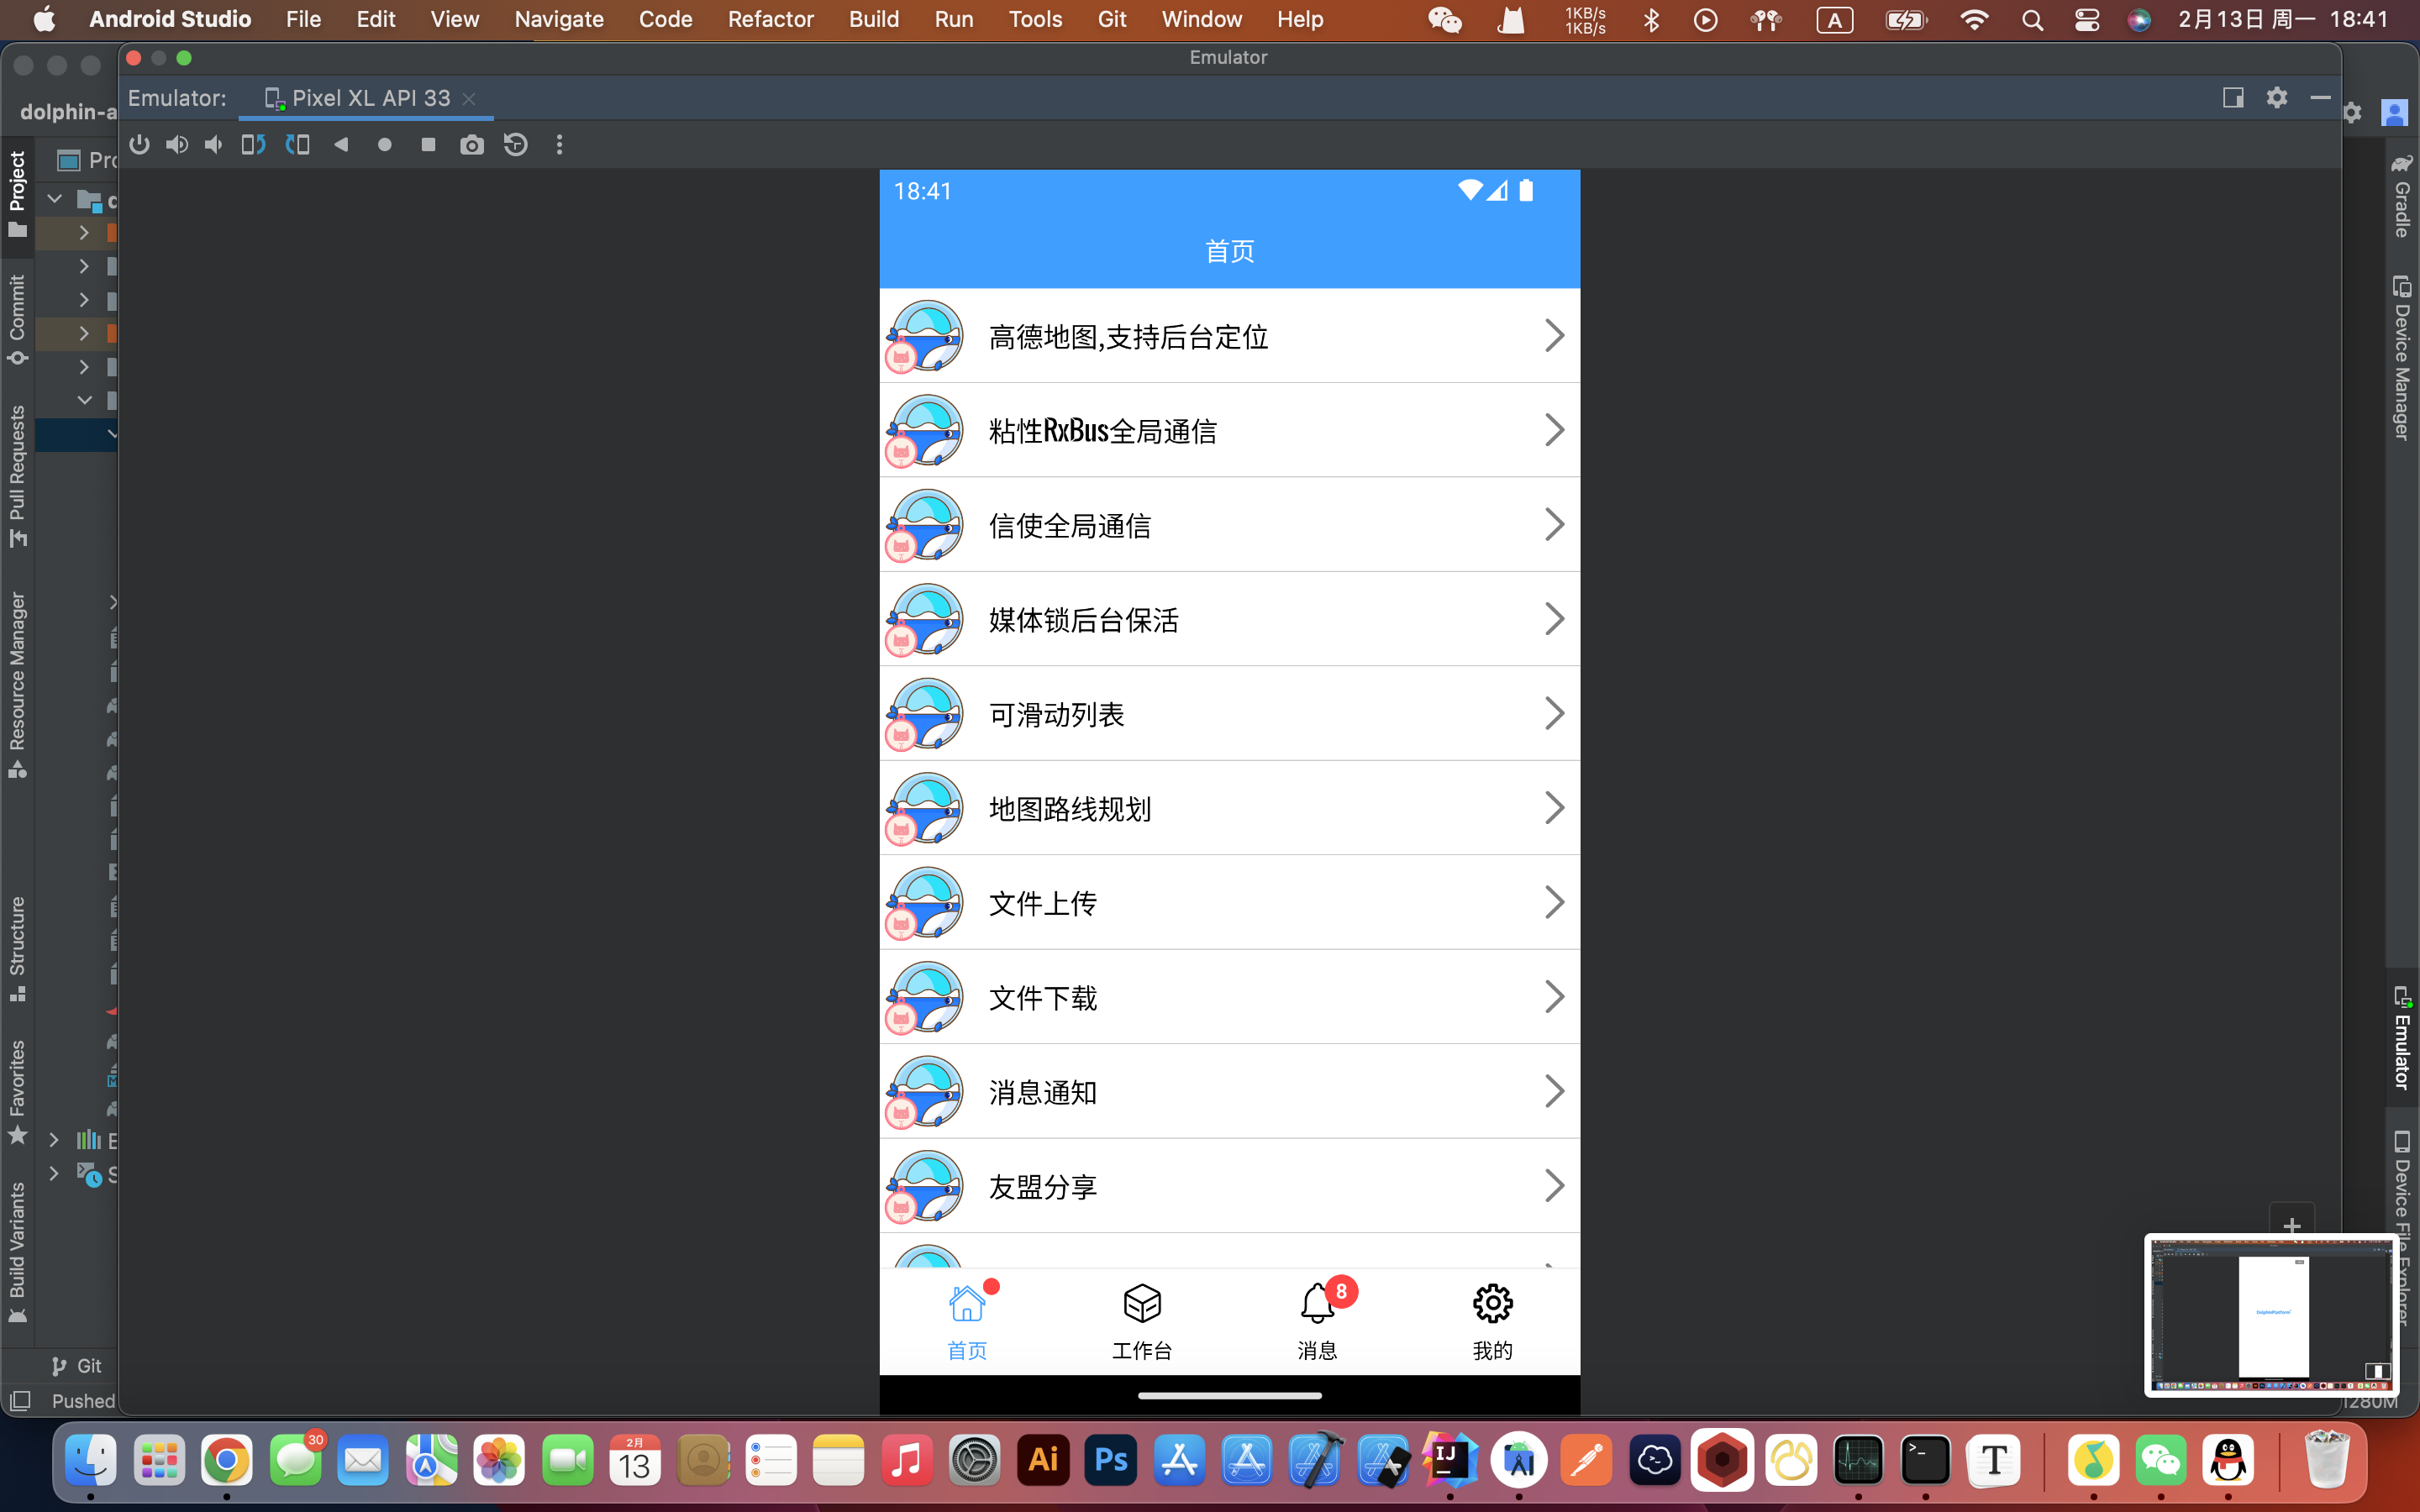 Android Studio File Edit View Navigate Code Refactor Build Run Tools Git Window Help 1KB/s 1KB/s A 2月13日 周一 18:41
Emulator
Emulator: Pixel XL API 33
dolphin-a
Project
Commit
Pull Requests
Resource Manager
Structure
Favorites
Build Variants
Gradle
Device Manager
Emulator
Device File Explorer
18:41
首页
高德地图,支持后台定位
粘性RxBus全局通信
信使全局通信
媒体锁后台保活
可滑动列表
地图路线规划
文件上传
文件下载
消息通知
友盟分享
8
首页 工作台 消息 我的
Git
Pushed
1280M
30
2月
13
Ai
Ps
IJ
T